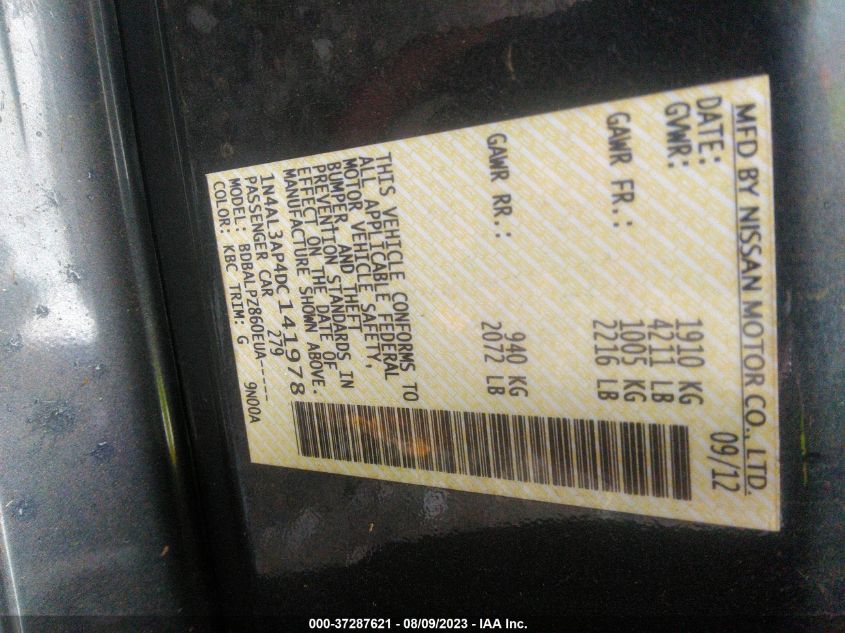 MFD BY NISSAN MOTOR CO., LTD.
DATE: 09/12
GVWR: 1910 KG
4211 LB
GAWR FR.: 1005 KG
2216 LB
GAWR RR.: 940 KG
2072 LB
THIS VEHICLE CONFORMS TO
ALL APPLICABLE FEDERAL
MOTOR VEHICLE SAFETY,
BUMPER, AND THEFT
PREVENTION STANDARDS IN
EFFECT ON THE DATE OF
MANUFACTURE SHOWN ABOVE.
1N4AL3AP4DC141978
PASSENGER CAR 279
MODEL: BDBALPZ860EUA-----
COLOR: KBC TRIM: G 9N00A
000-37287621 - 08/09/2023 - IAA Inc.